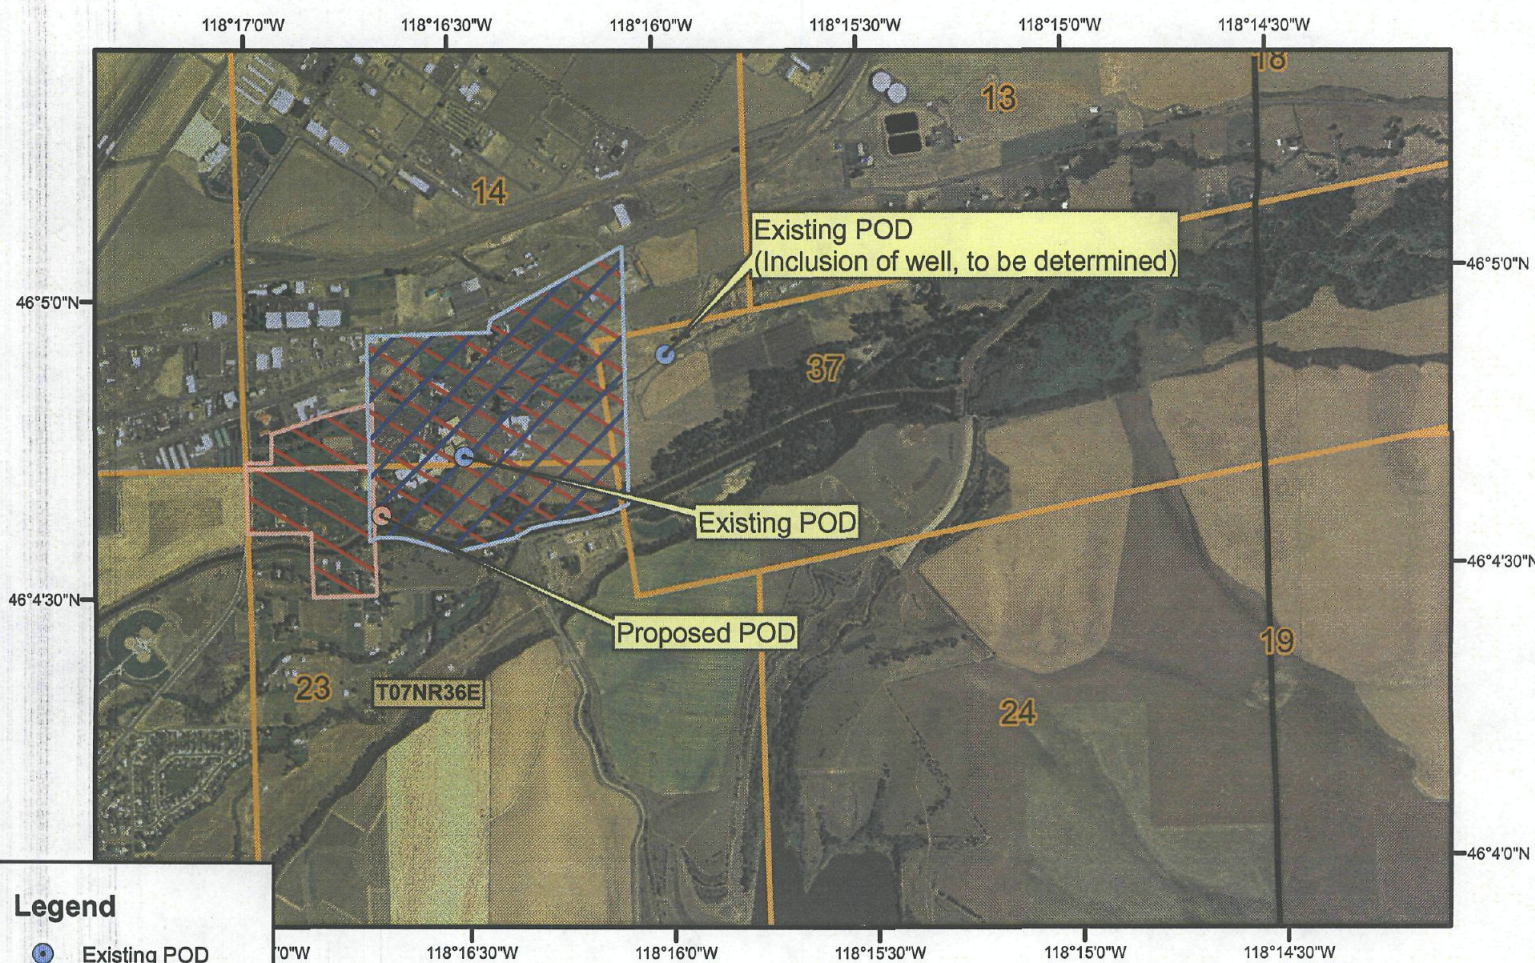 118°17'0"W
118°16'30"W
118°16'0"W
118°15'30"W
118°15'0"W
118°14'30"W
18
13
14
Existing POD
(Inclusion of well, to be determined)
46°5'0"N
46°5'0"N
37
Existing POD
46°4'30"N
46°4'30"N
Proposed POD
19
23
T07NR36E
24
46°4'0"N
Legend
Existing POD
'0"W
118°16'30"W
118°16'0"W
118°15'30"W
118°15'0"W
118°14'30"W